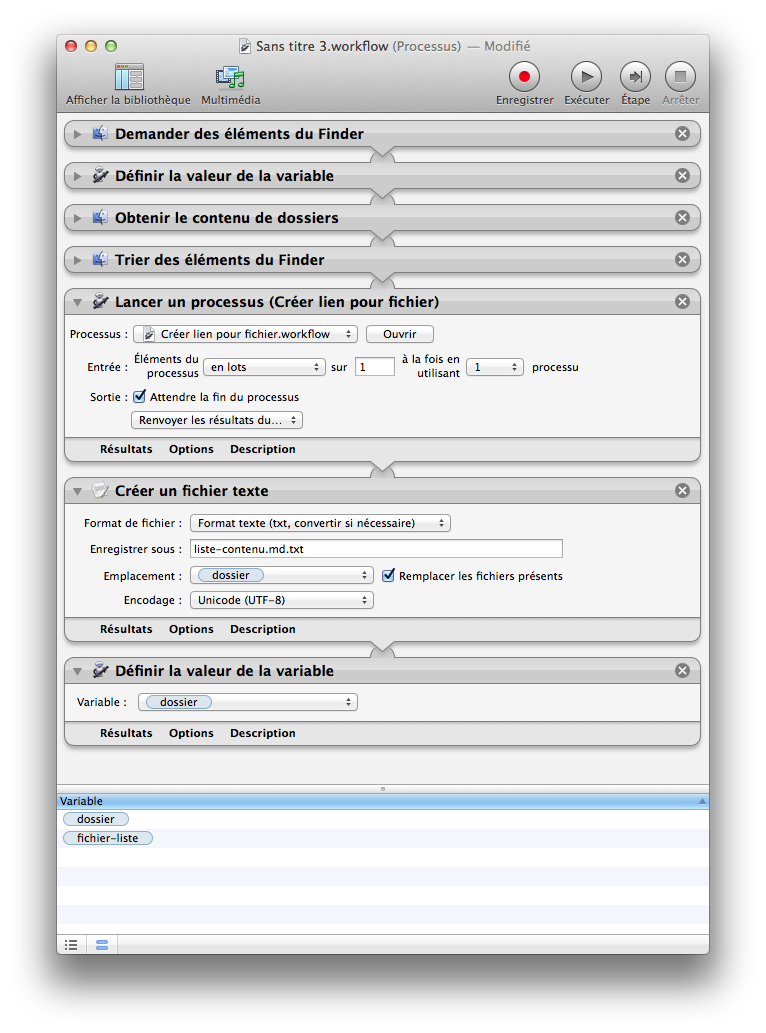 Sans titre 3.workflow (Processus) — Modifié
Afficher la bibliothèque Multimédia Enregistrer Exécuter Étape Arrêter
Demander des éléments du Finder
Définir la valeur de la variable
Obtenir le contenu de dossiers
Trier des éléments du Finder
Lancer un processus (Créer lien pour fichier)
Processus : Créer lien pour fichier.workflow Ouvrir
Entrée : Éléments du processus en lots sur 1 à la fois en utilisant 1 processu
Sortie : Attendre la fin du processus
Renvoyer les résultats du...
Résultats Options Description
Créer un fichier texte
Format de fichier : Format texte (txt, convertir si nécessaire)
Enregistrer sous : liste-contenu.md.txt
Emplacement : dossier Remplacer les fichiers présents
Encodage : Unicode (UTF-8)
Résultats Options Description
Définir la valeur de la variable
Variable : dossier
Résultats Options Description
Variable
dossier
fichier-liste